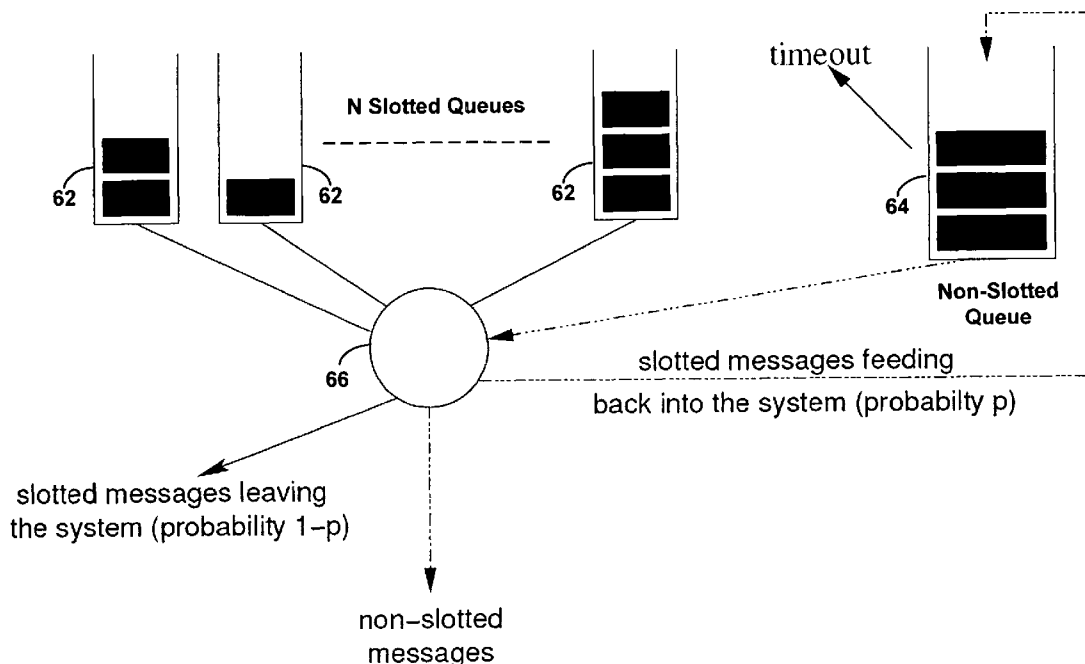 timeout
N Slotted Queues
62
62
62
64
Non-Slotted
Queue
66
slotted messages feeding
back into the system (probabilty p)
slotted messages leaving
the system (probability 1–p)
non–slotted
messages